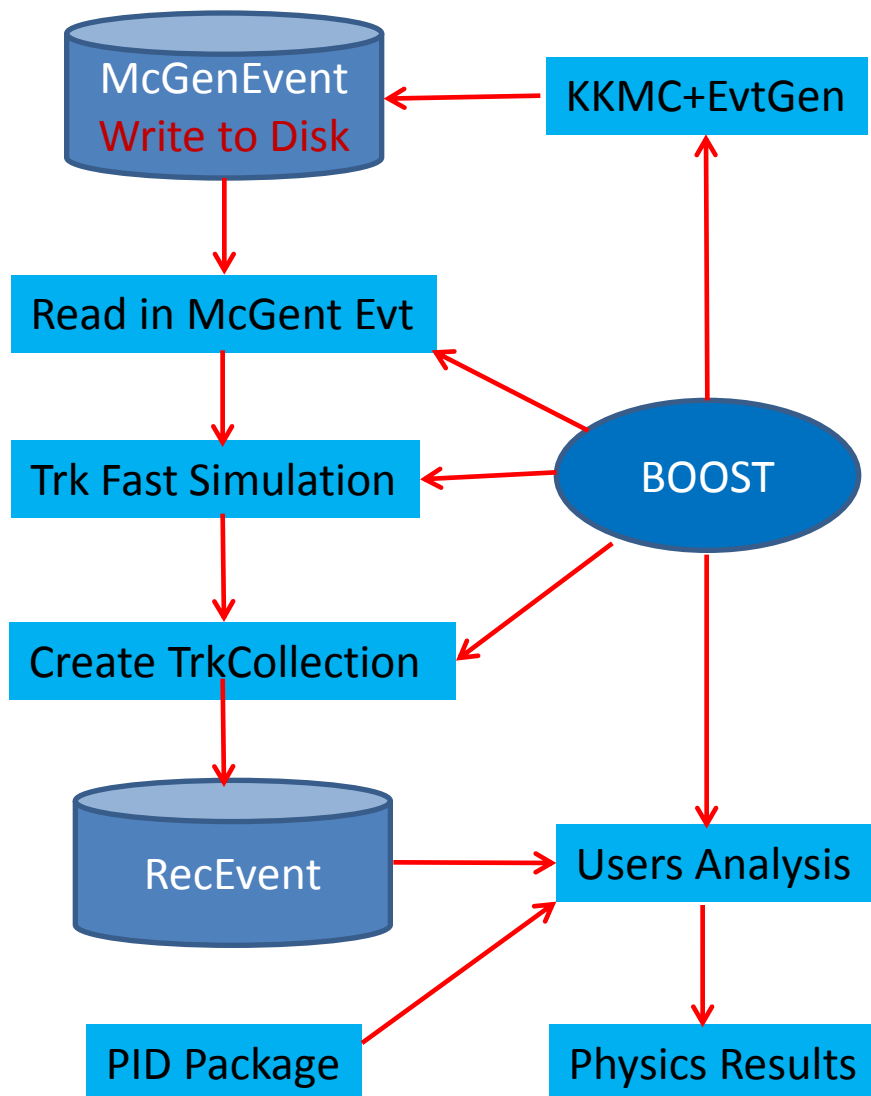 McGenEvent
Write to Disk
KKMC+EvtGen
Read in McGent Evt
Trk Fast Simulation
BOOST
Create TrkCollection
RecEvent
Users Analysis
PID Package
Physics Results